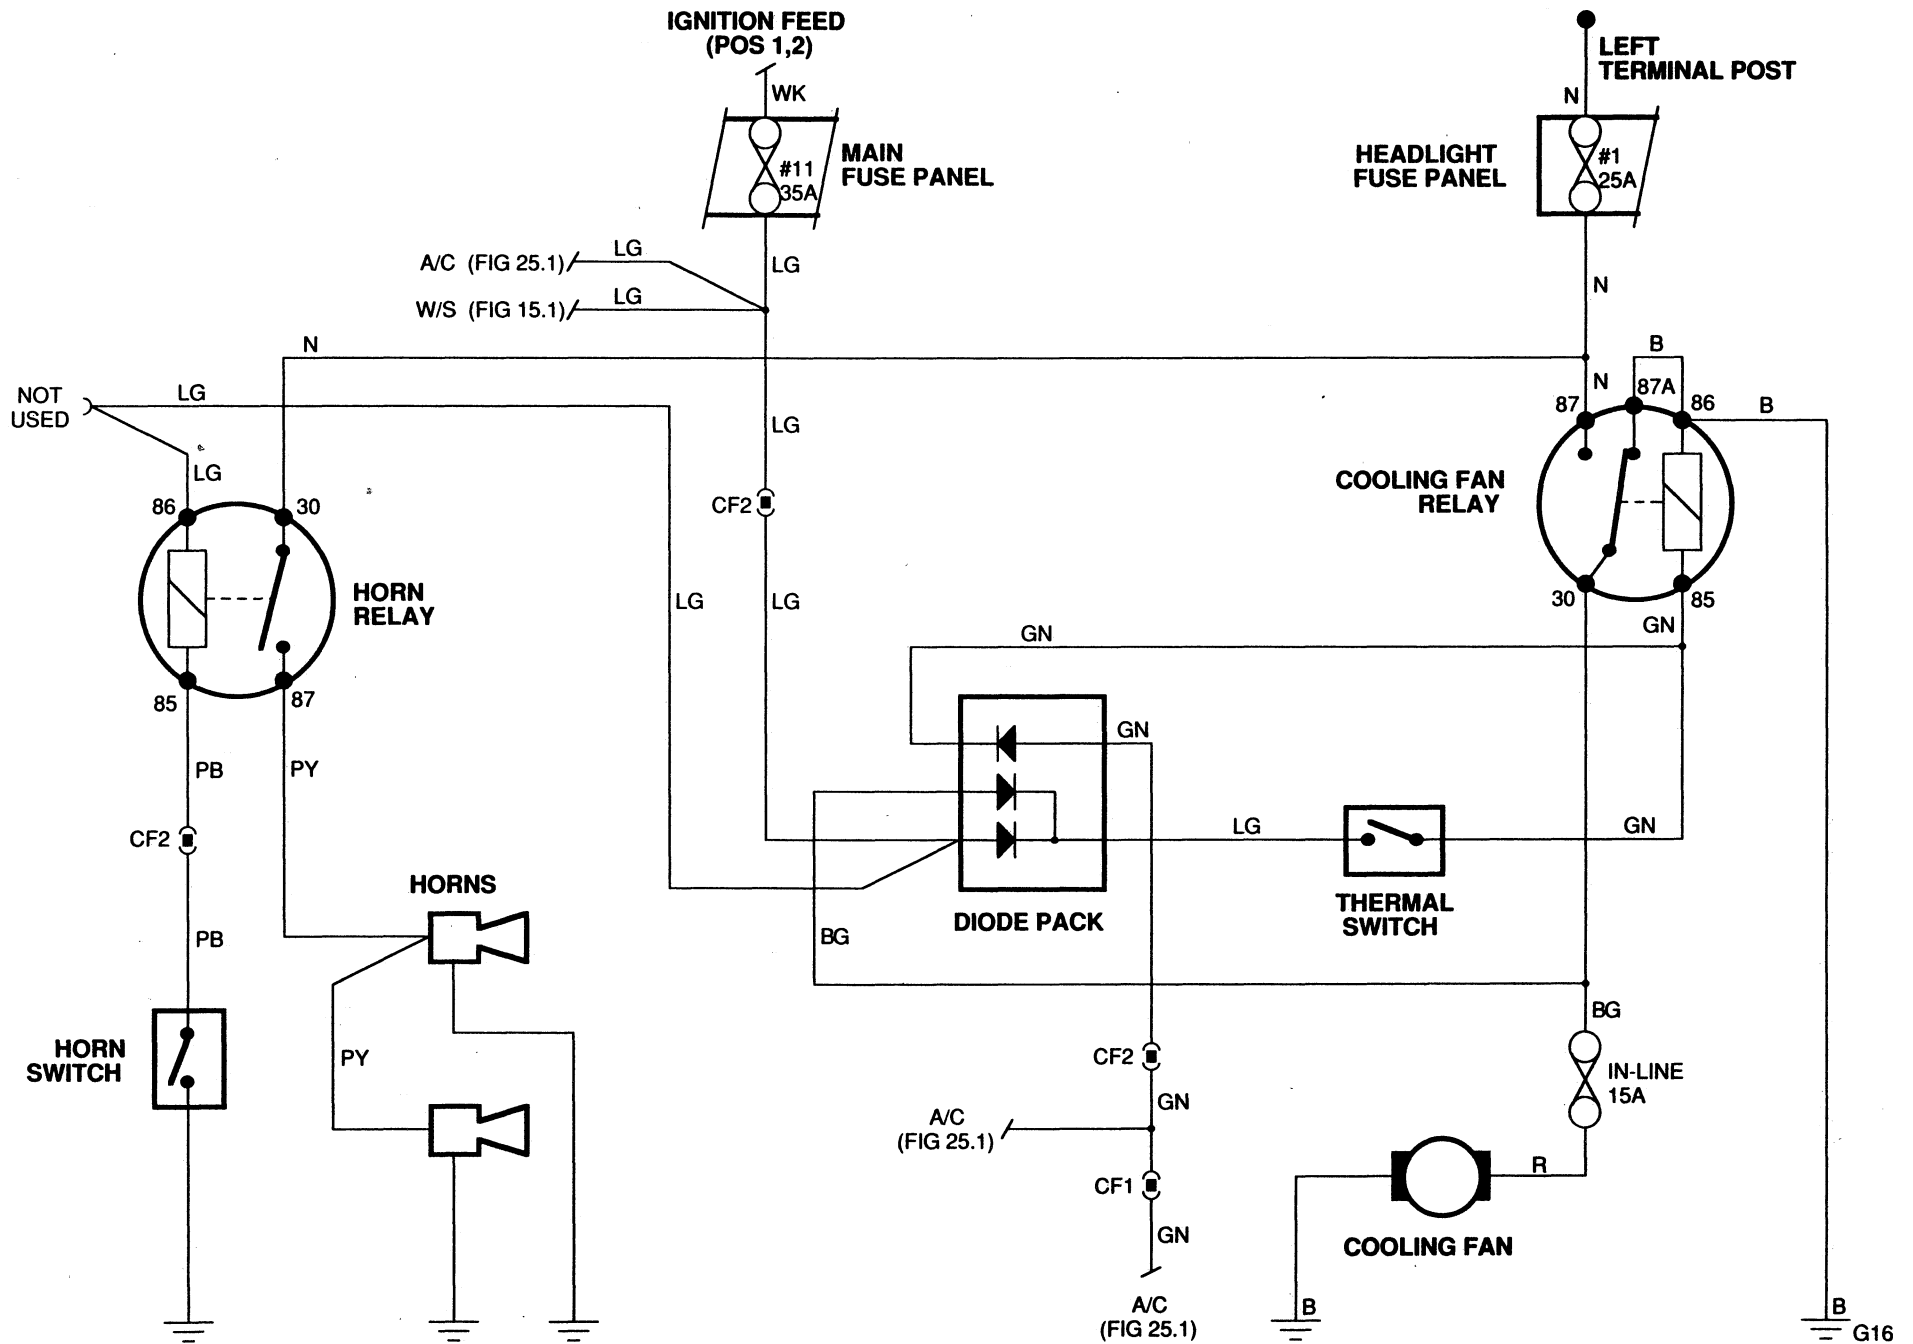 IGNITION FEED
(POS 1,2)
WK
#11
35A
MAIN
FUSE PANEL
LEFT
TERMINAL POST
N
HEADLIGHT
FUSE PANEL
#1
25A
A/C (FIG 25.1)
LG
LG
W/S (FIG 15.1)
LG
N
N
B
NOT
USED
LG
LG
N
87
87A
86
B
LG
86
30
CF2
COOLING FAN
RELAY
HORN
RELAY
LG
LG
30
85
GN
GN
85
87
PB
PY
GN
CF2
LG
GN
HORNS
DIODE PACK
THERMAL
SWITCH
PB
BG
BG
HORN
SWITCH
PY
CF2
IN-LINE
15A
GN
A/C
(FIG 25.1)
R
CF1
GN
COOLING FAN
A/C
(FIG 25.1)
B
B
G16